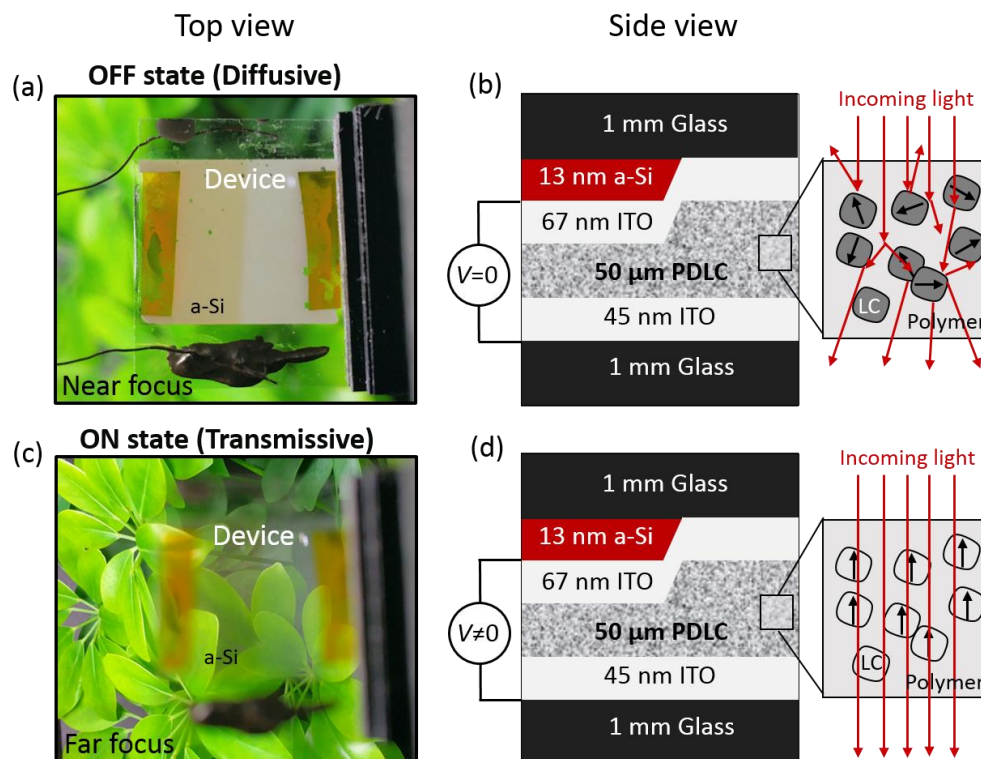 Top view
Side view
(a)
OFF state (Diffusive)
Device
a-Si
Near focus
(b)
1 mm Glass
13 nm a-Si
67 nm ITO
V=0
50 µm PDLC
45 nm ITO
1 mm Glass
Incoming light
LC
Polymer
(c)
ON state (Transmissive)
Device
a-Si
Far focus
(d)
1 mm Glass
13 nm a-Si
67 nm ITO
V≠0
50 µm PDLC
45 nm ITO
1 mm Glass
Incoming light
LC
Polymer